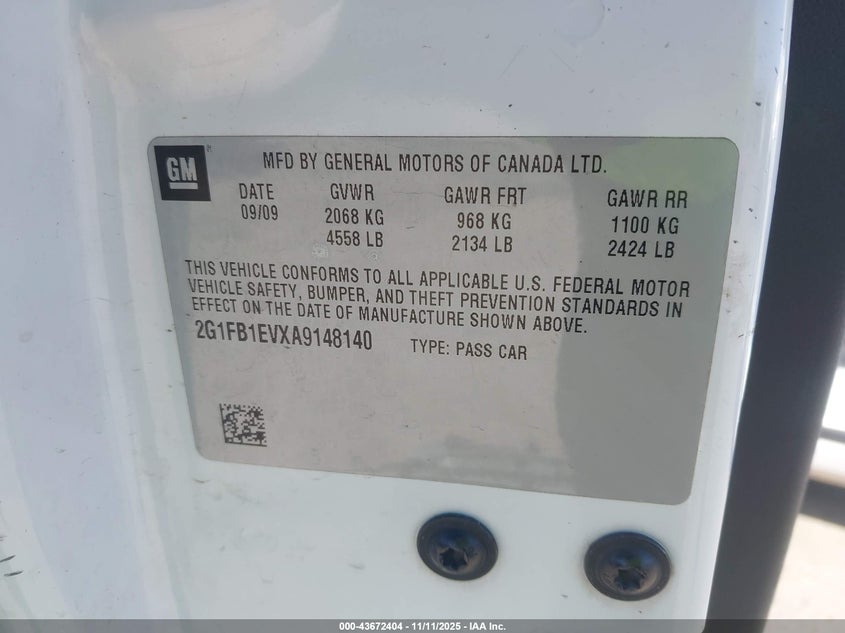 GM
MFD BY GENERAL MOTORS OF CANADA LTD.
DATE GVWR GAWR FRT GAWR RR
09/09 2068 KG 968 KG 1100 KG
4558 LB 2134 LB 2424 LB
THIS VEHICLE CONFORMS TO ALL APPLICABLE U.S. FEDERAL MOTOR
VEHICLE SAFETY, BUMPER, AND THEFT PREVENTION STANDARDS IN
EFFECT ON THE DATE OF MANUFACTURE SHOWN ABOVE.
2G1FB1EVXA9148140 TYPE: PASS CAR
000-43672404 - 11/11/2025 - IAA Inc.